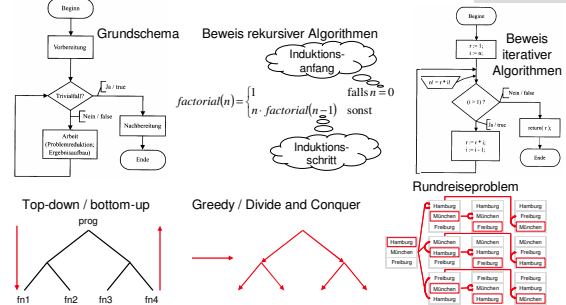 Grundschema
Beginn
Vorbereitung
Trivialfall?
Ja / true
Nein / false
Arbeit
(Problemreduktion;
Ergebnisaufbau)
Nachbereitung
Ende
Beweis rekursiver Algorithmen
Induktions-
anfang
factorial(n) = {1 falls n = 0
n · factorial(n−1) sonst
Induktions-
schritt
Beweis
iterativer
Algorithmen
Beginn
r := 1;
i := n;
n! = r * i!
(i > 1) ?
Nein / false
Ja / true
r := r * i;
i := i - 1;
return( r );
Ende
Top-down / bottom-up
prog
fn1 fn2 fn3 fn4
Greedy / Divide and Conquer
Rundreiseproblem
Hamburg
München
Freiburg
Hamburg Hamburg Hamburg
München München München
Freiburg Freiburg Freiburg
München München München
Hamburg Hamburg Freiburg
Freiburg Freiburg Hamburg
Freiburg Freiburg Freiburg
München München Hamburg
Hamburg Hamburg München